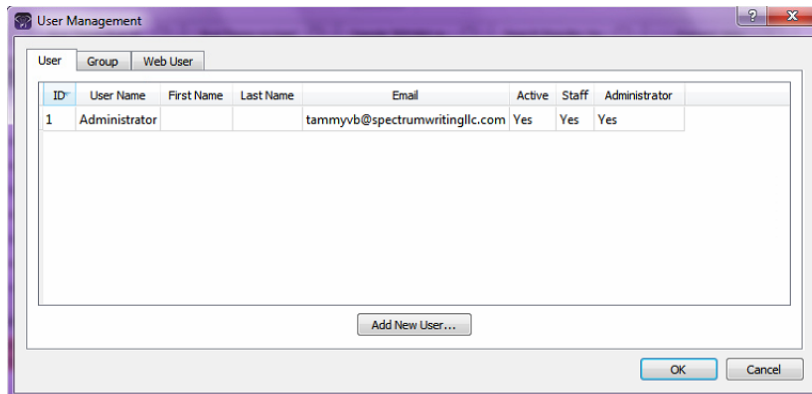 User Management
User Group Web User
ID User Name First Name Last Name Email Active Staff Administrator
1 Administrator tammyvb@spectrumwritingllc.com Yes Yes Yes
Add New User...
OK Cancel